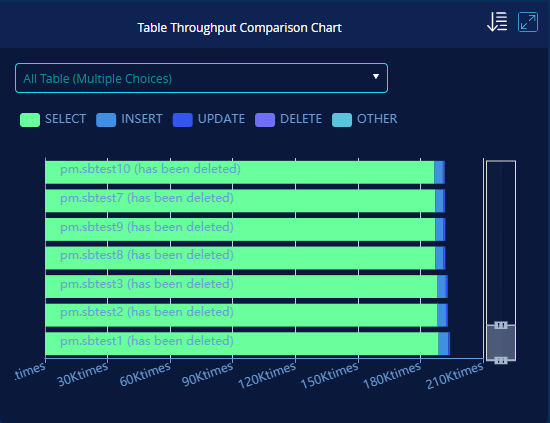 Table Throughput Comparison Chart
All Table (Multiple Choices)
SELECT INSERT UPDATE DELETE OTHER
pm.sbtest10 (has been deleted)
pm.sbtest7 (has been deleted)
pm.sbtest9 (has been deleted)
pm.sbtest8 (has been deleted)
pm.sbtest3 (has been deleted)
pm.sbtest2 (has been deleted)
pm.sbtest1 (has been deleted)
.times 30Ktimes 60Ktimes 90Ktimes 120Ktimes 150Ktimes 180Ktimes 210Ktimes